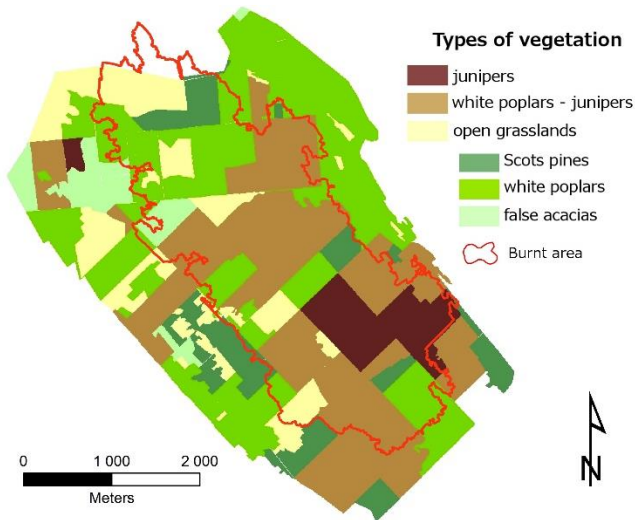 Types of vegetation
junipers
white poplars - junipers
open grasslands
Scots pines
white poplars
false acacias
Burnt area
0 1 000 2 000
Meters
N